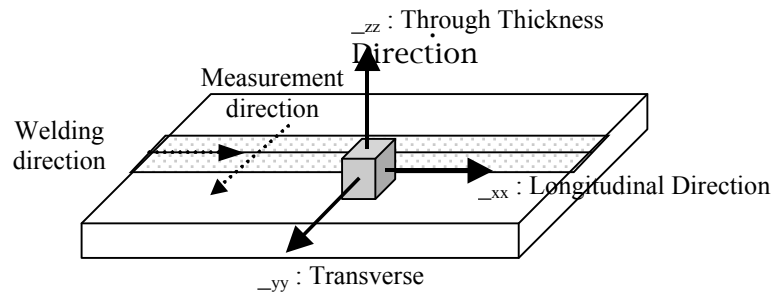 _zz : Through Thickness
Direction
Measurement
direction
Welding
direction
_xx : Longitudinal Direction
_yy : Transverse